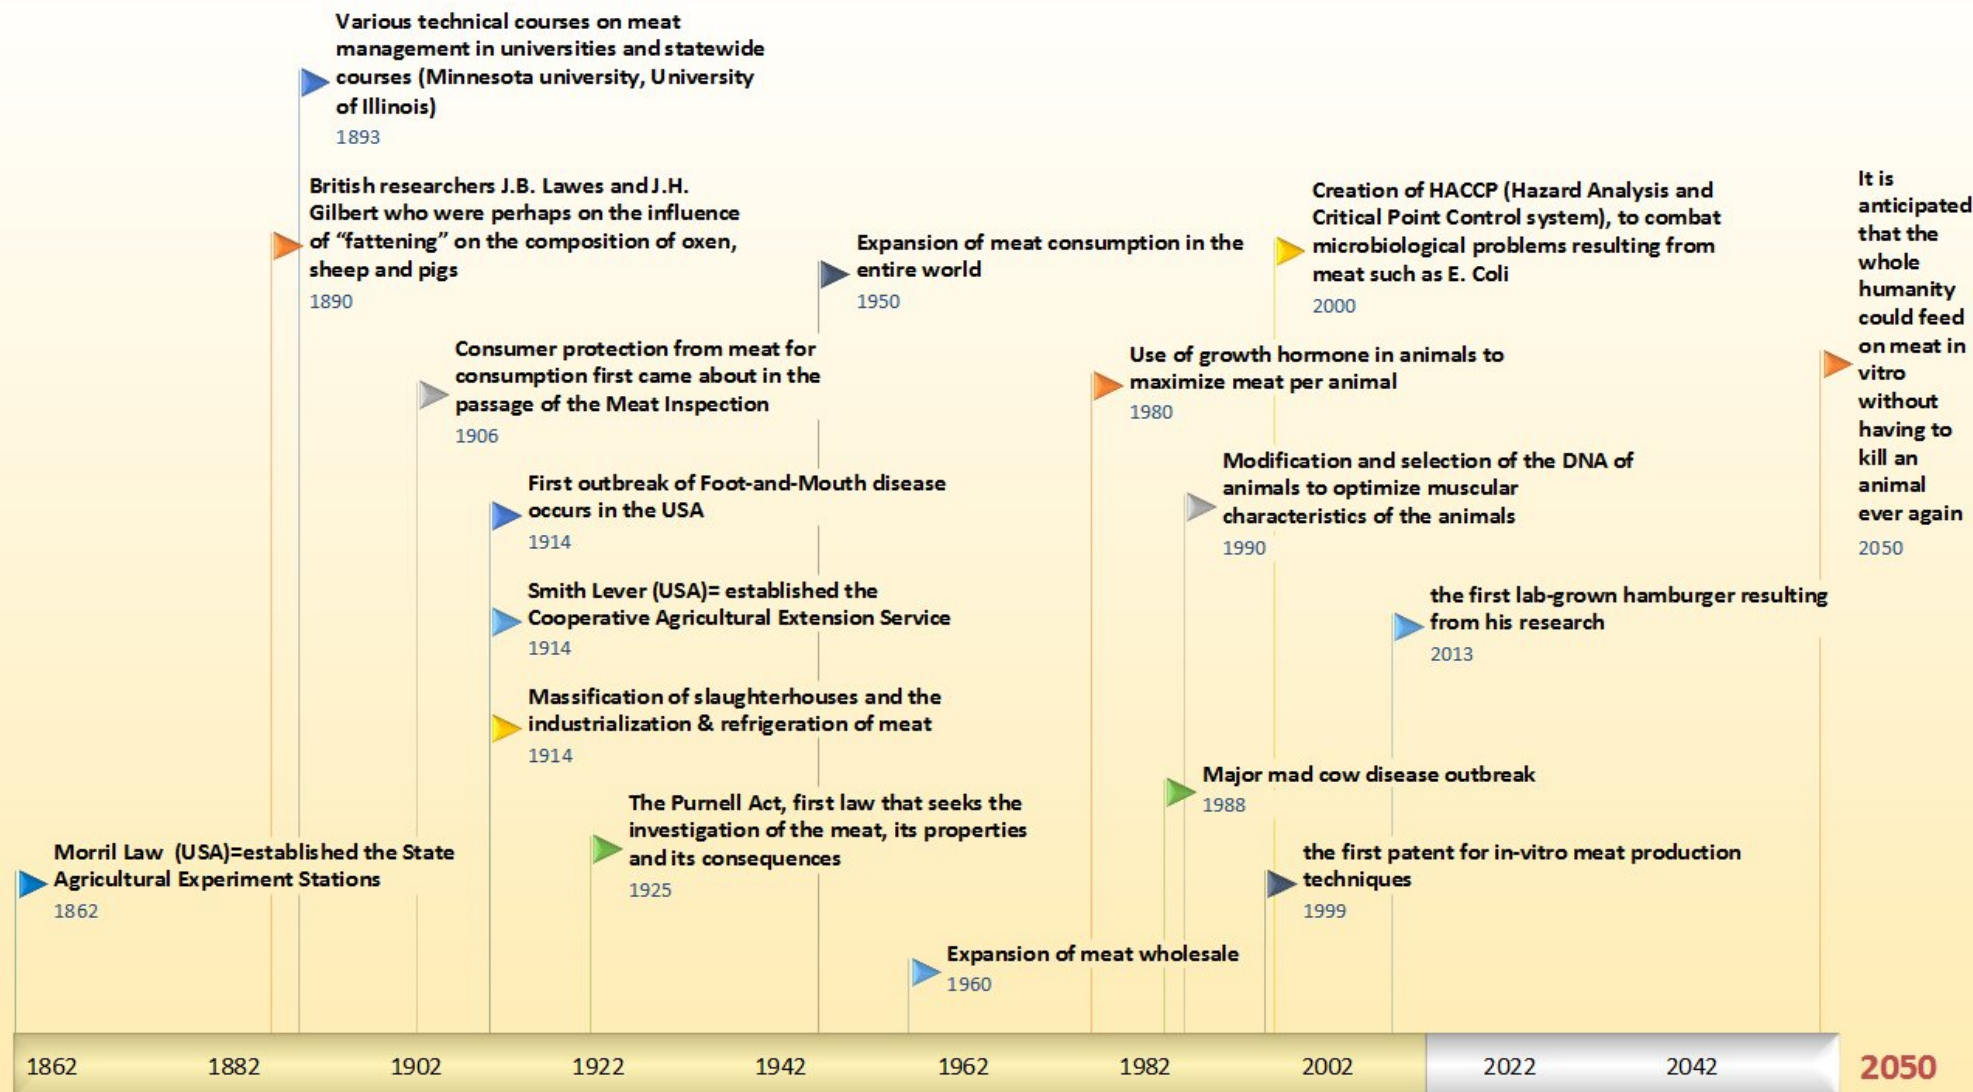 Various technical courses on meat
management in universities and statewide
courses (Minnesota university, University
of Illinois)
1893
British researchers J.B. Lawes and J.H.
Gilbert who were perhaps on the influence
of “fattening” on the composition of oxen,
sheep and pigs
1890
Consumer protection from meat for
consumption first came about in the
passage of the Meat Inspection
1906
First outbreak of Foot-and-Mouth disease
occurs in the USA
1914
Smith Lever (USA)= established the
Cooperative Agricultural Extension Service
1914
Massification of slaughterhouses and the
industrialization & refrigeration of meat
1914
The Purnell Act, first law that seeks the
investigation of the meat, its properties
and its consequences
1925
Morril Law (USA)=established the State
Agricultural Experiment Stations
1862
Expansion of meat consumption in the
entire world
1950
Expansion of meat wholesale
1960
Creation of HACCP (Hazard Analysis and
Critical Point Control system), to combat
microbiological problems resulting from
meat such as E. Coli
2000
Use of growth hormone in animals to
maximize meat per animal
1980
Modification and selection of the DNA of
animals to optimize muscular
characteristics of the animals
1990
the first lab-grown hamburger resulting
from his research
2013
Major mad cow disease outbreak
1988
the first patent for in-vitro meat production
techniques
1999
It is
anticipated
that the
whole
humanity
could feed
on meat in
vitro
without
having to
kill an
animal
ever again
2050
1862 1882 1902 1922 1942 1962 1982 2002 2022 2042 2050